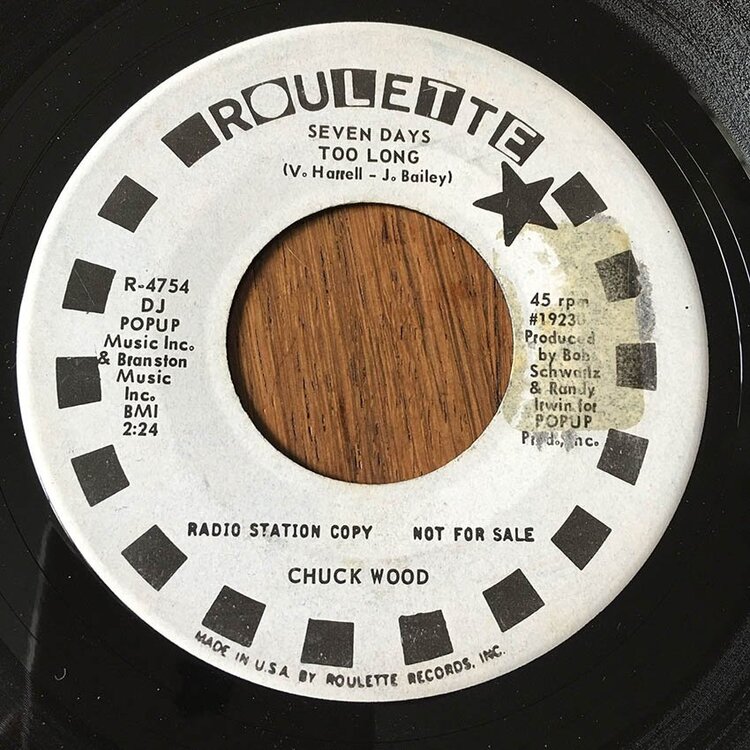 ROULETTE
SEVEN DAYS
TOO LONG
(V. Harrell - J. Bailey)
R-4754
DJ
POPUP
Music Inc.
& Branston
Music
Inc.
BMI
2:24
45 rpm
Produced
by Bob
Schwartz
& Randy
Irwin for
POPUP
Prod., Inc.
RADIO STATION COPY NOT FOR SALE
CHUCK WOOD
MADE IN U.S.A. BY ROULETTE RECORDS, INC.